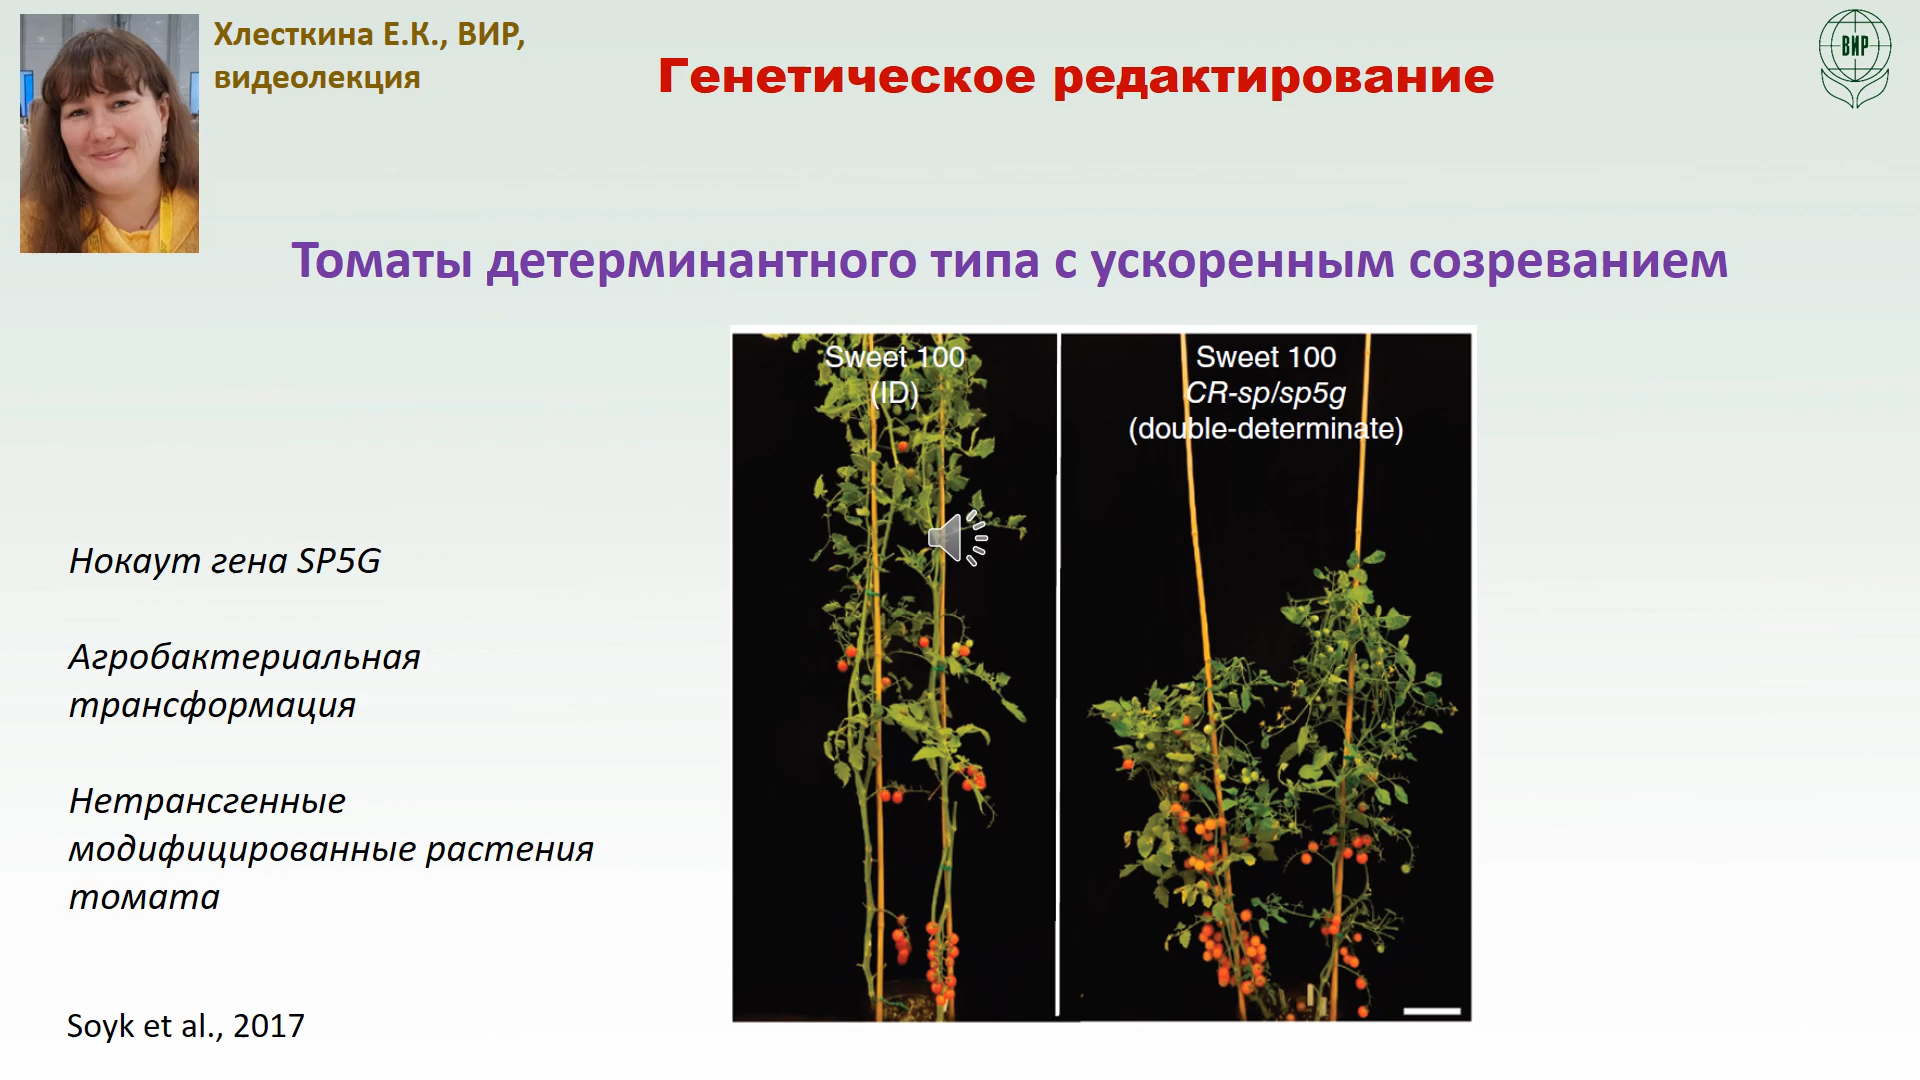 Хлесткина Е.К., ВИР,
видеолекция
Генетическое редактирование
ВИР
Томаты детерминантного типа с ускоренным созреванием
Sweet 100
(ID)
Sweet 100
CR-sp/sp5g
(double-determinate)
Нокаут гена SP5G
Агробактериальная
трансформация
Нетрансгенные
модифицированные растения
томата
Soyk et al., 2017